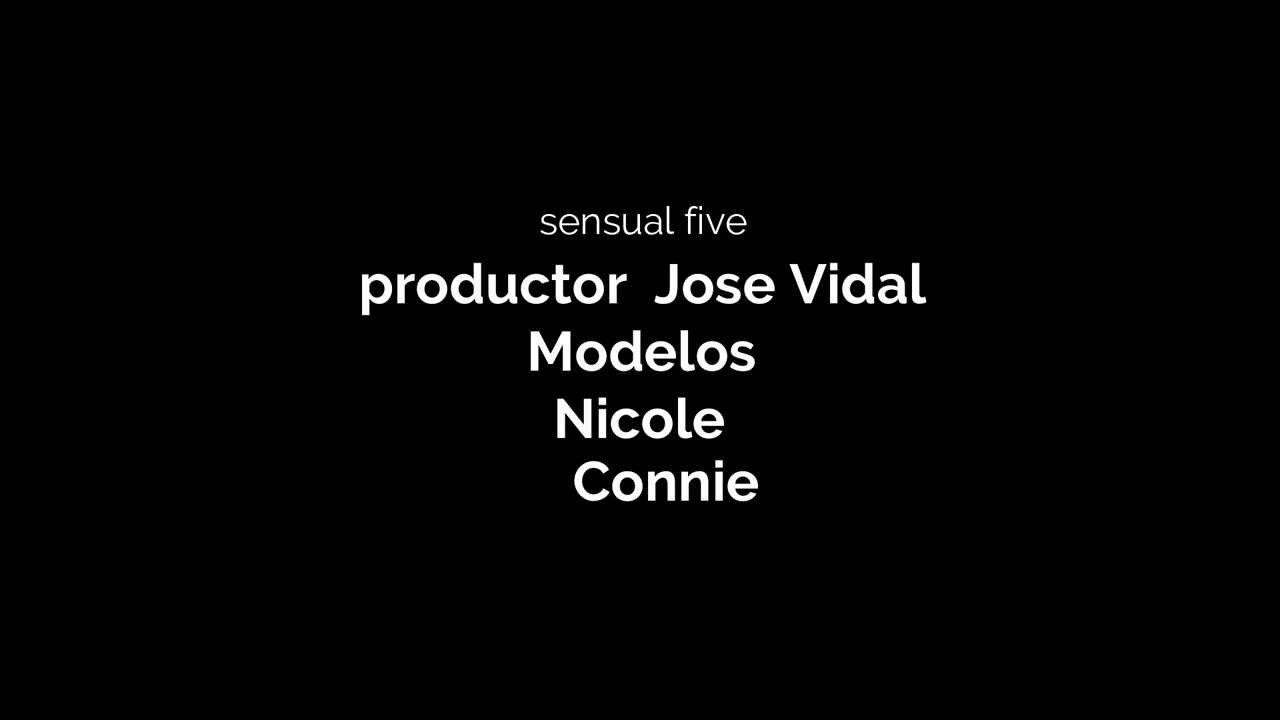 sensual five
productor  Jose Vidal
Modelos
Nicole
Connie